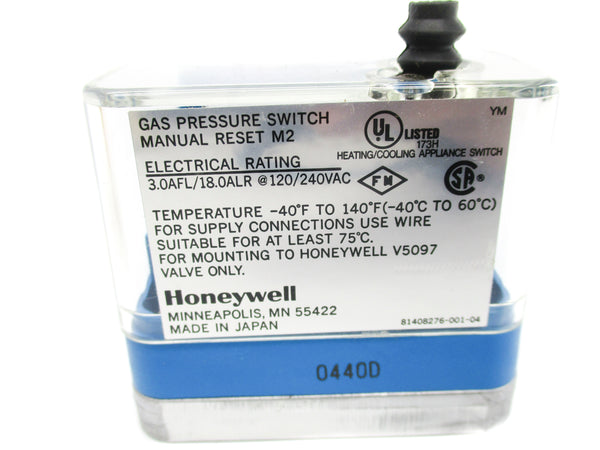 GAS PRESSURE SWITCH
MANUAL RESET M2
UL LISTED
173H
YM
HEATING/COOLING APPLIANCE SWITCH
ELECTRICAL RATING
3.0AFL/18.0ALR @120/240VAC
FM
SA ®
TEMPERATURE -40°F TO 140°F(-40°C TO 60°C)
FOR SUPPLY CONNECTIONS USE WIRE
SUITABLE FOR AT LEAST 75°C.
FOR MOUNTING TO HONEYWELL V5097
VALVE ONLY.
Honeywell
MINNEAPOLIS, MN 55422
MADE IN JAPAN
81408276-001-04
0440D